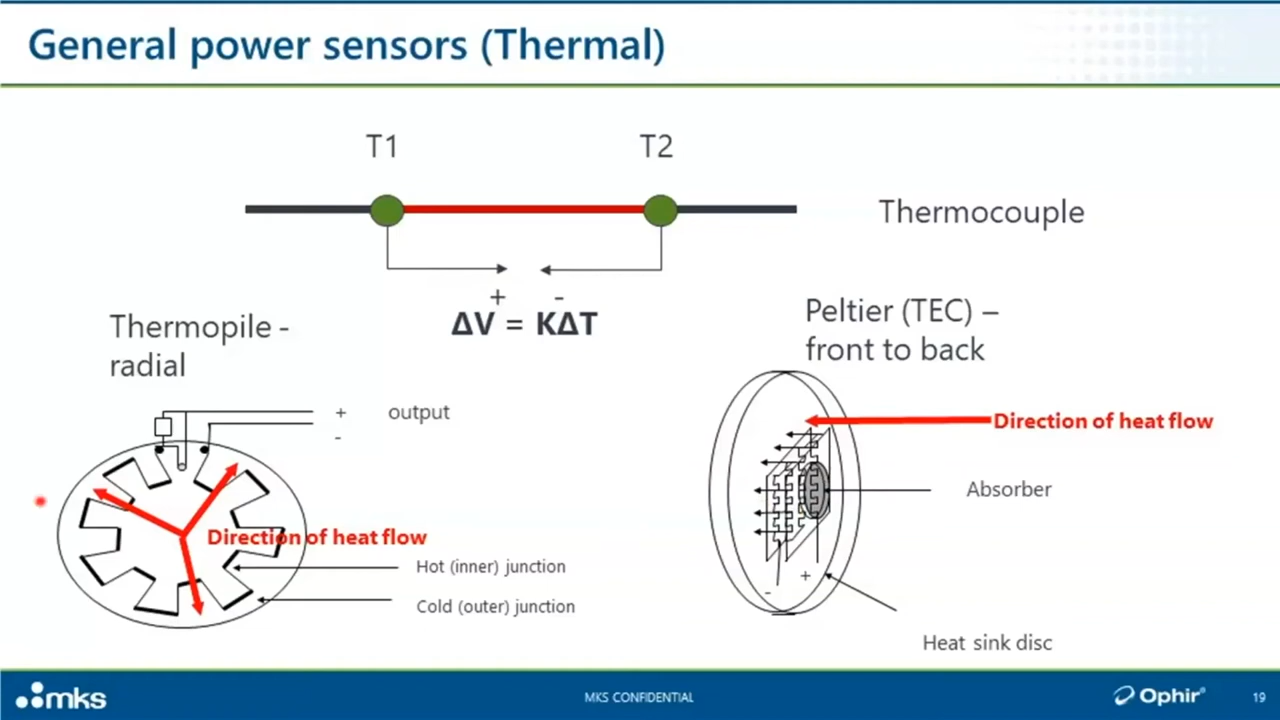 General power sensors (Thermal)
T1
T2
Thermocouple
+ -
ΔV = KΔT
Thermopile -
radial
+ output
-
Direction of heat flow
Hot (inner) junction
Cold (outer) junction
Peltier (TEC) –
front to back
Direction of heat flow
Absorber
+
-
Heat sink disc
mks
MKS CONFIDENTIAL
Ophir®
19